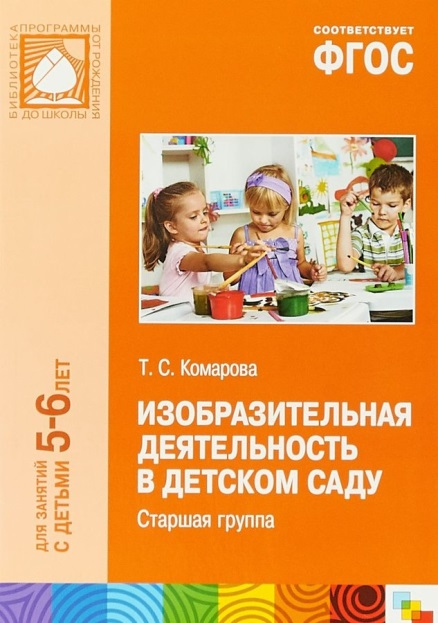 БИБЛИОТЕКА
ПРОГРАММЫ
ОТ РОЖДЕНИЯ
ДО ШКОЛЫ
СООТВЕТСТВУЕТ
ФГОС
Т. С. Комарова
ИЗОБРАЗИТЕЛЬНАЯ
ДЕЯТЕЛЬНОСТЬ
В ДЕТСКОМ САДУ
Старшая группа
ДЛЯ ЗАНЯТИЙ
С ДЕТЬМИ 5-6 ЛЕТ